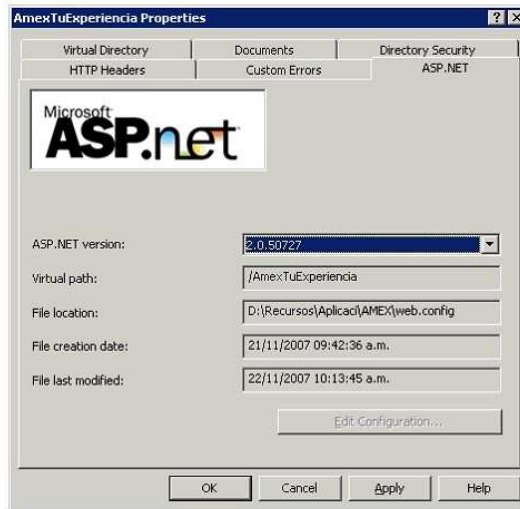 AmexTuExperiencia Properties
Virtual Directory Documents Directory Security
HTTP Headers Custom Errors ASP.NET
Microsoft
ASP.net
ASP.NET version: 2.0.50727
Virtual path: /AmexTuExperiencia
File location: D:\Recursos\Aplicaci\AMEX\web.config
File creation date: 21/11/2007 09:42:36 a.m.
File last modified: 22/11/2007 10:13:45 a.m.
Edit Configuration...
OK Cancel Apply Help